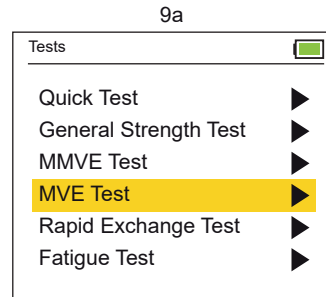 9a
Tests
Quick Test
General Strength Test
MMVE Test
MVE Test
Rapid Exchange Test
Fatigue Test